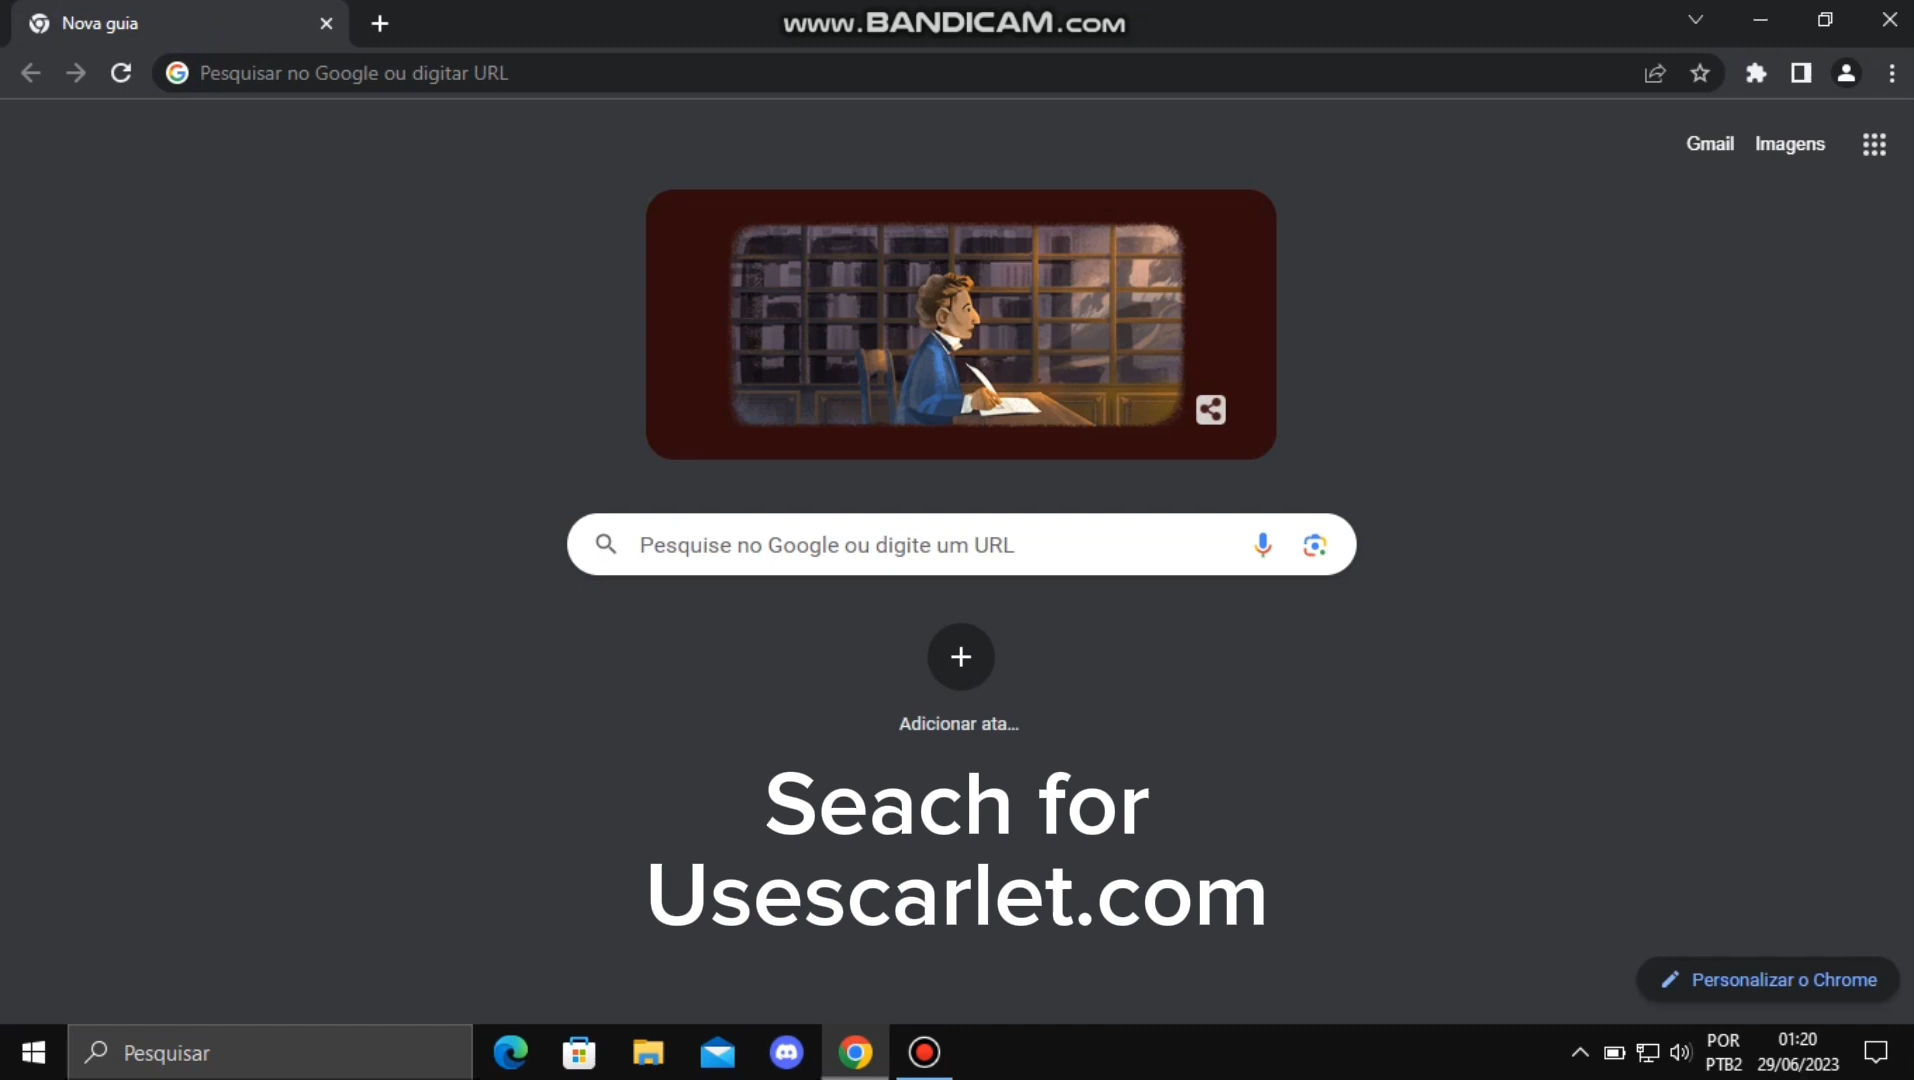 Nova guia
www.BANDICAM.com
Pesquisar no Google ou digitar URL
Gmail Imagens
Pesquise no Google ou digite um URL
Adicionar ata...
Seach for
Usescarlet.com
Personalizar o Chrome
Pesquisar
POR
PTB2
01:20
29/06/2023